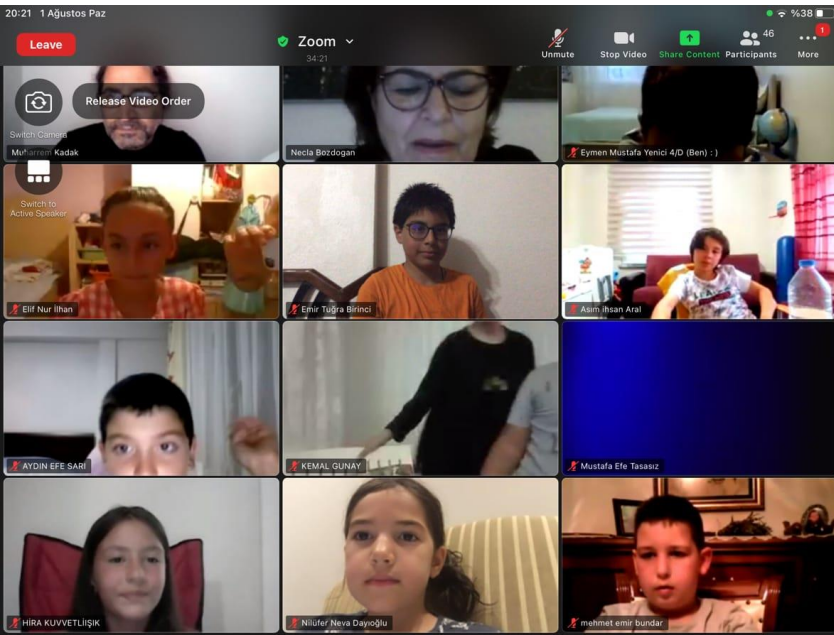 20:21 1 Ağustos Paz
%38
Leave
Zoom
34:21
Unmute
Stop Video
Share Content
46
Participants
1
More
Switch Camera
Release Video Order
Muharrem Kadak
Necla Bozdogan
Eymen Mustafa Yenici 4/D (Ben) : )
Switch to
Active Speaker
Elif Nur İlhan
Emir Tuğra Birinci
Asım ihsan Aral
AYDIN EFE SARI
KEMAL GUNAY
Mustafa Efe Tasasız
HİRA KUVVETLİIŞIK
Nilüfer Neva Dayıoğlu
mehmet emir bundar